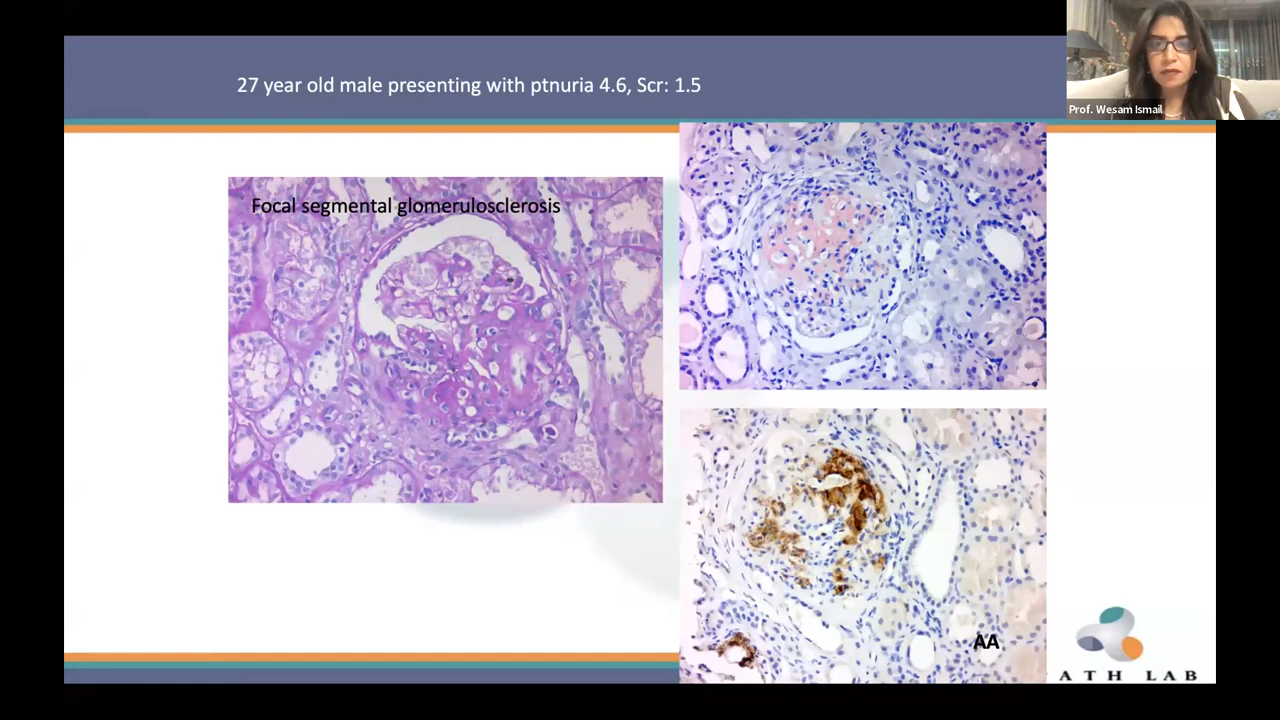 27 year old male presenting with ptnuria 4.6, Scr: 1.5
Prof. Wesam Ismail
Focal segmental glomerulosclerosis
AA
ATH LAB